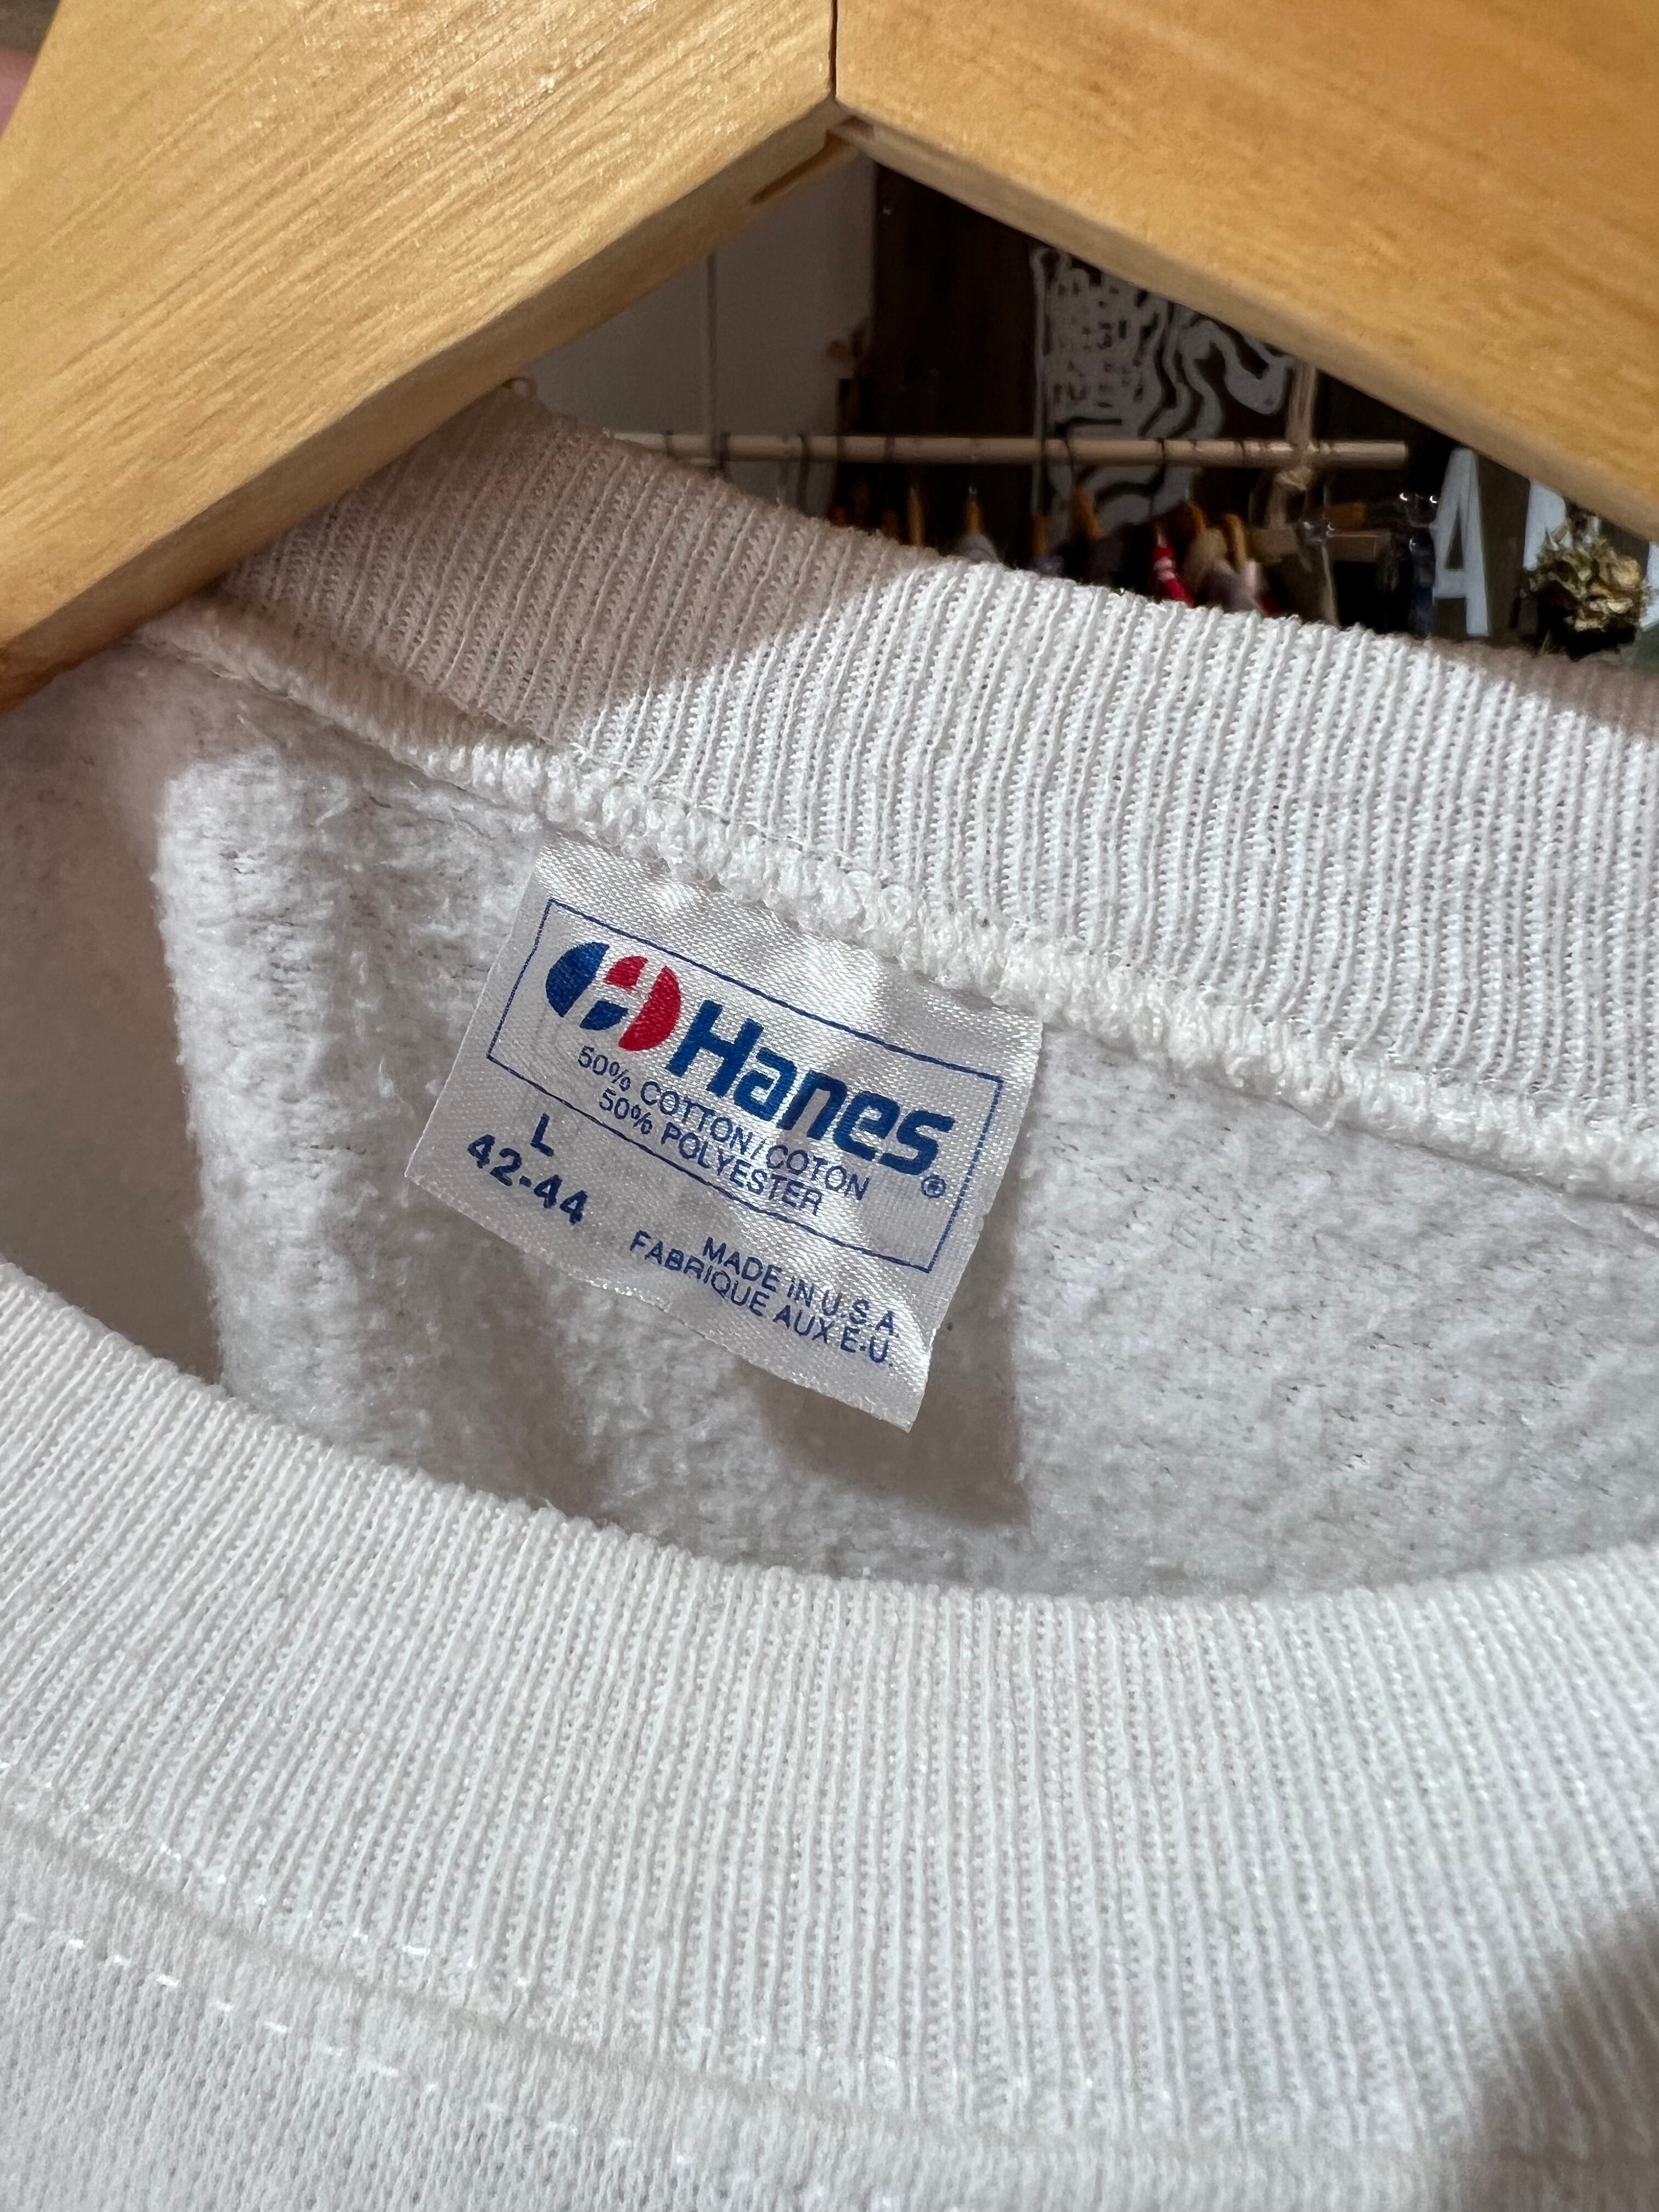 Hanes®
50% COTTON/COTON
50% POLYESTER
L
42-44
MADE IN U.S.A.
FABRIQUE AUX E.-U.
A